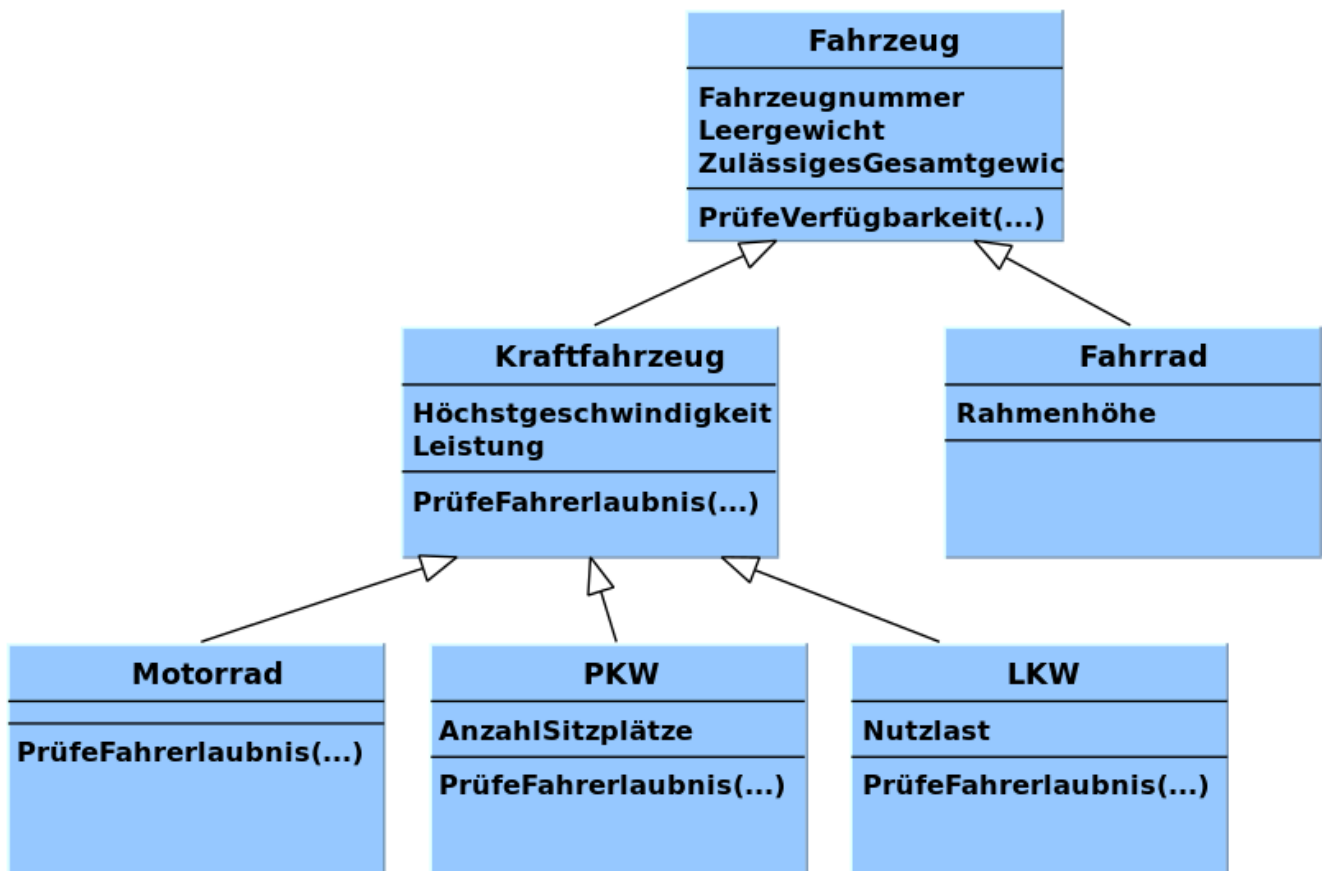 Fahrzeug
Fahrzeugnummer
Leergewicht
ZulässigesGesamtgewic
PrüfeVerfügbarkeit(...)
Kraftfahrzeug
Höchstgeschwindigkeit
Leistung
PrüfeFahrerlaubnis(...)
Fahrrad
Rahmenhöhe
Motorrad
PrüfeFahrerlaubnis(...)
PKW
AnzahlSitzplätze
PrüfeFahrerlaubnis(...)
LKW
Nutzlast
PrüfeFahrerlaubnis(...)